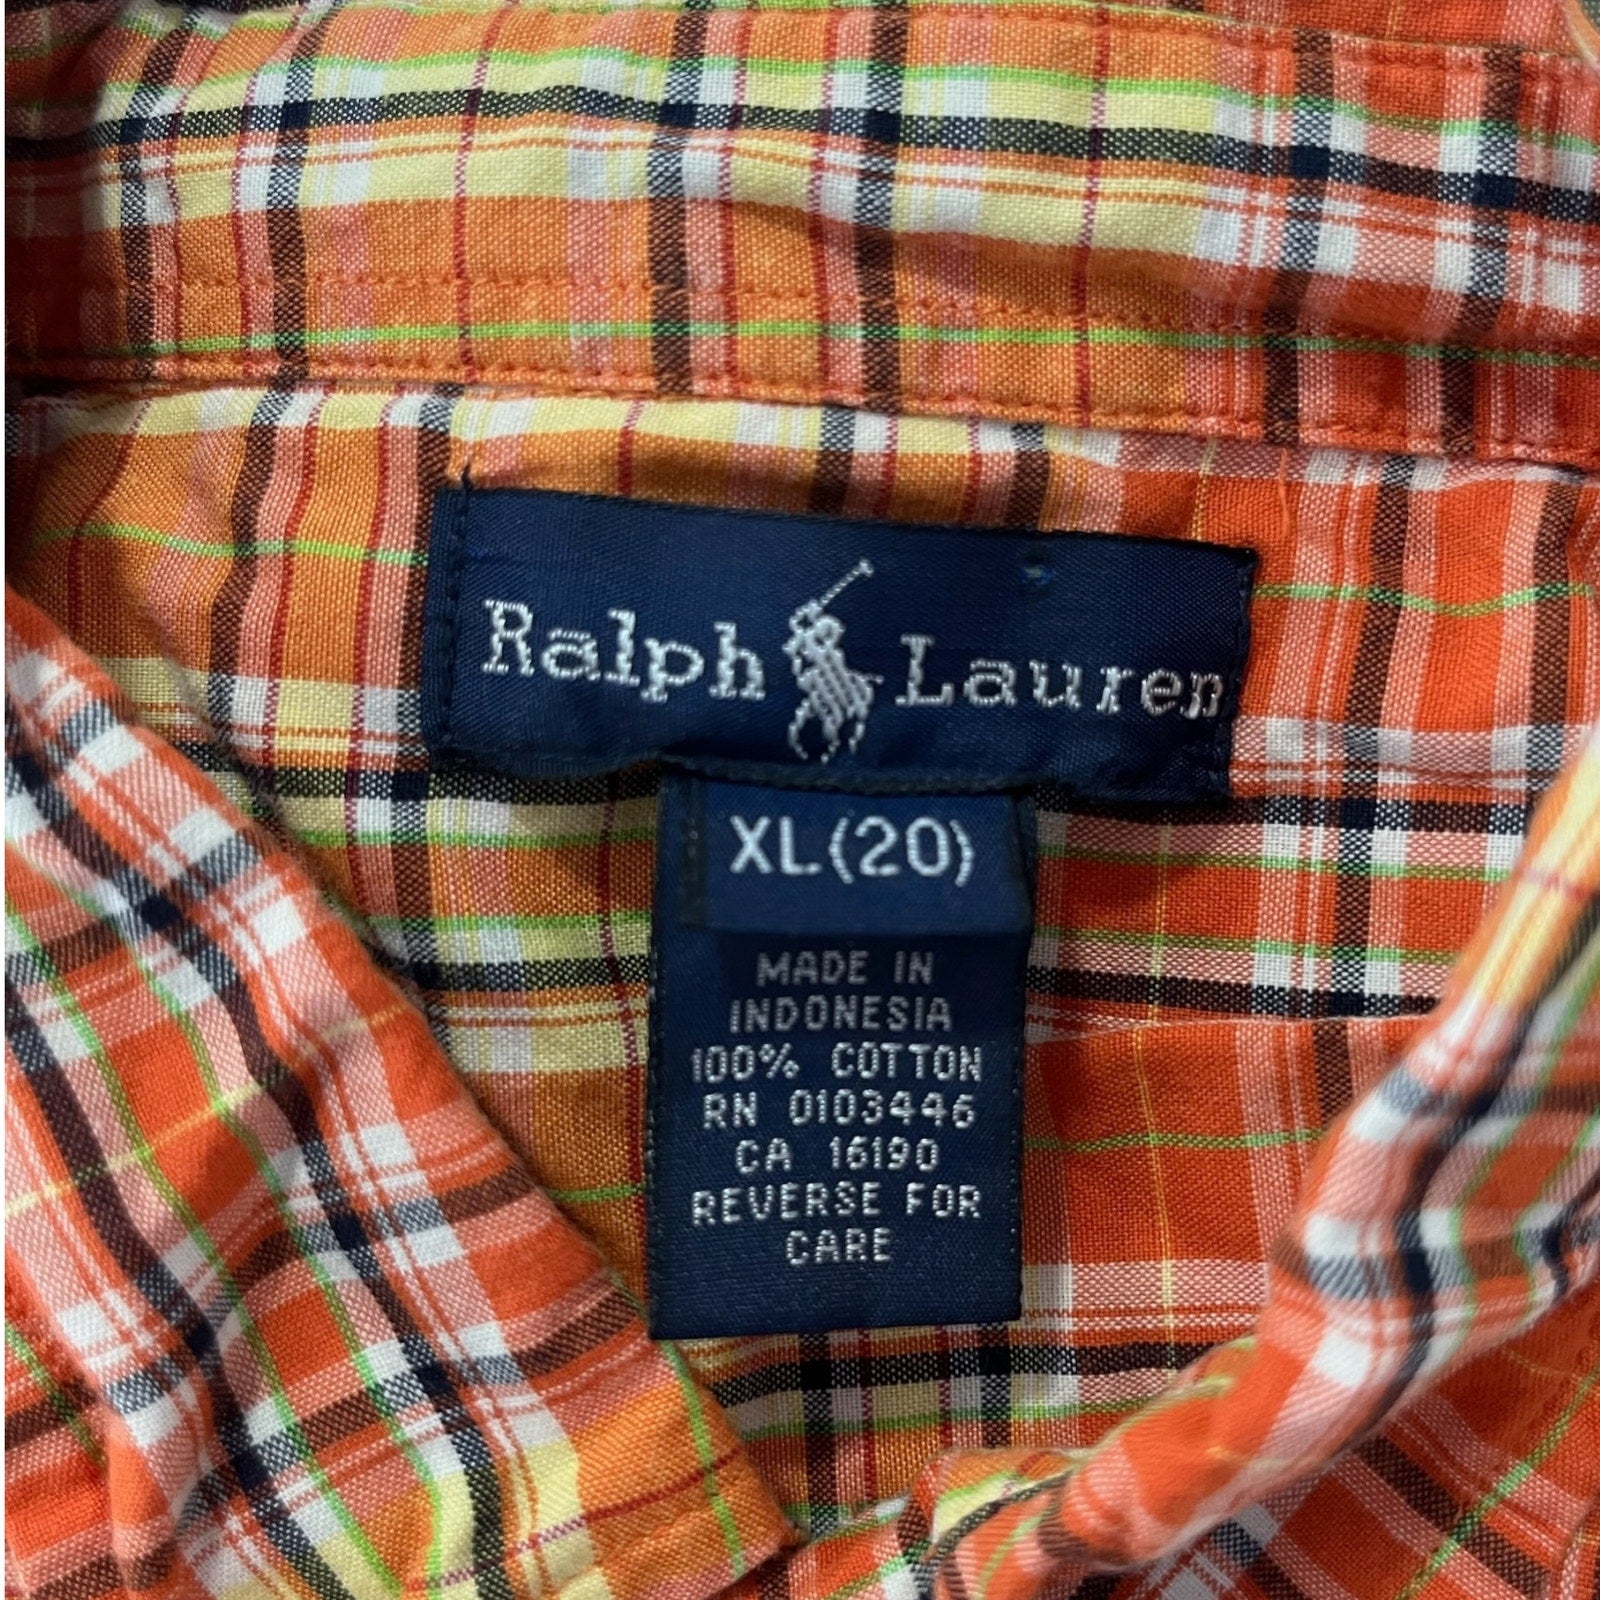 Ralph Lauren
XL (20)
MADE IN
INDONESIA
100% COTTON
RN 0103446
CA 16190
REVERSE FOR
CARE